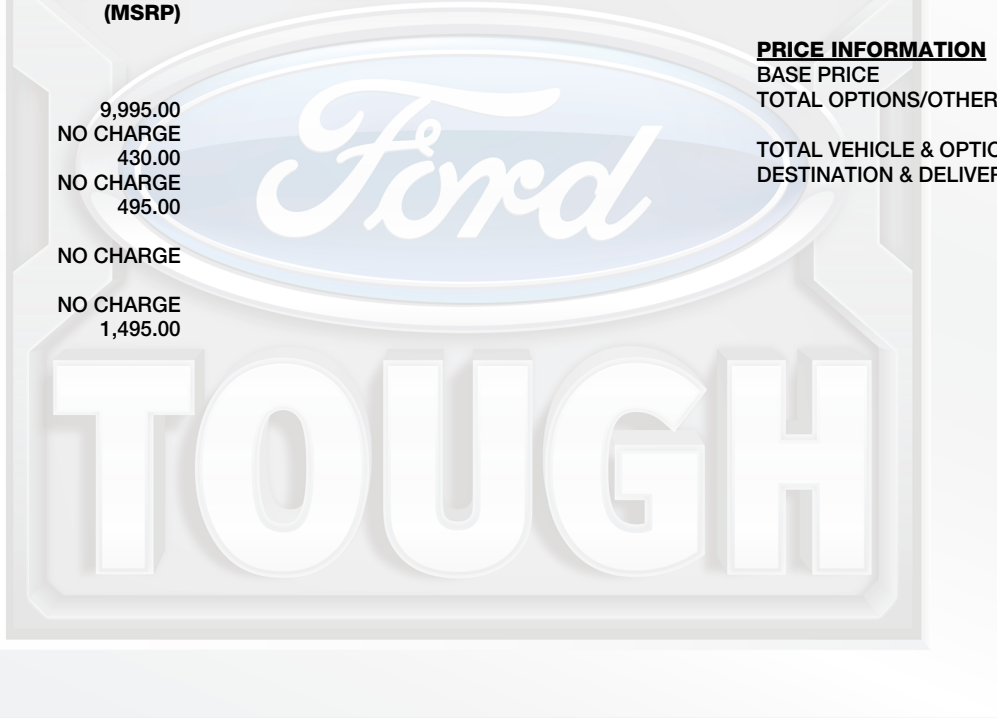 (MSRP)
9,995.00
NO CHARGE
430.00
NO CHARGE
495.00
NO CHARGE
NO CHARGE
1,495.00
PRICE INFORMATION
BASE PRICE
TOTAL OPTIONS/OTHER
TOTAL VEHICLE & OPTIO
DESTINATION & DELIVER
Ford
TOUGH